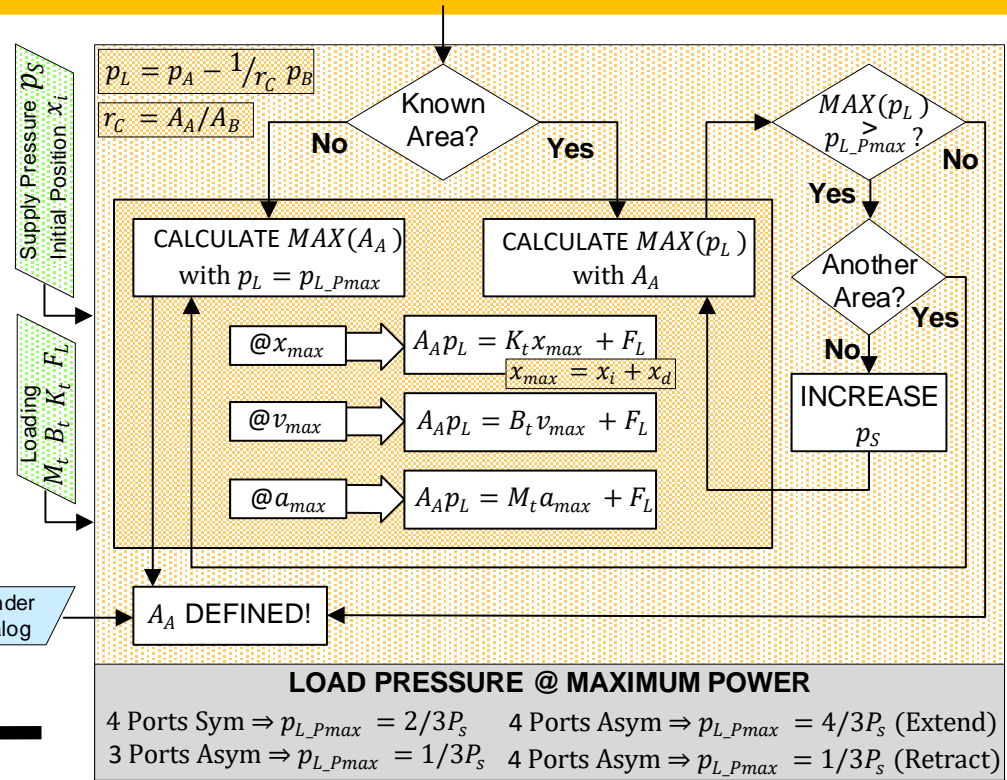 Supply Pressure p_S
Initial Position x_i
Loading
M_t B_t K_t F_L
p_L = p_A − 1/r_C p_B
r_C = A_A/A_B
Known
Area?
No
Yes
MAX(p_L)
>
p_L_Pmax ?
No
Yes
CALCULATE MAX(A_A)
with p_L = p_L_Pmax
CALCULATE MAX(p_L)
with A_A
Another
Area?
Yes
No
INCREASE
p_S
@x_max
A_A p_L = K_t x_max + F_L
x_max = x_i + x_d
@v_max
A_A p_L = B_t v_max + F_L
@a_max
A_A p_L = M_t a_max + F_L
nder
alog
A_A DEFINED!
LOAD PRESSURE @ MAXIMUM POWER
4 Ports Sym ⇒ p_L_Pmax = 2/3P_s
4 Ports Asym ⇒ p_L_Pmax = 4/3P_s (Extend)
3 Ports Asym ⇒ p_L_Pmax = 1/3P_s
4 Ports Asym ⇒ p_L_Pmax = 1/3P_s (Retract)